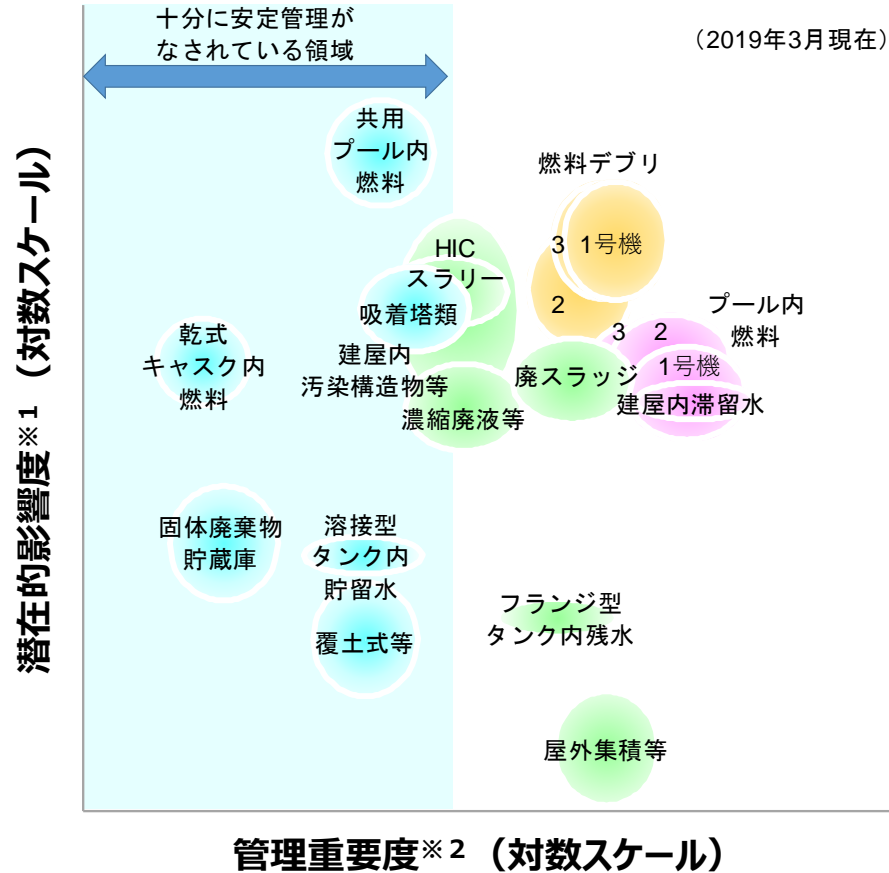 十分に安定管理が
なされている領域
（2019年3月現在）
共用
プール内
燃料
燃料デブリ
3 1号機
2
HIC
スラリー
吸着塔類
プール内
燃料
3 2
1号機
建屋内滞留水
乾式
キャスク内
燃料
建屋内
汚染構造物等
廃スラッジ
濃縮廃液等
固体廃棄物
貯蔵庫
溶接型
タンク内
貯留水
覆土式等
フランジ型
タンク内残水
屋外集積等
潜在的影響度※1（対数スケール）
管理重要度※2（対数スケール）